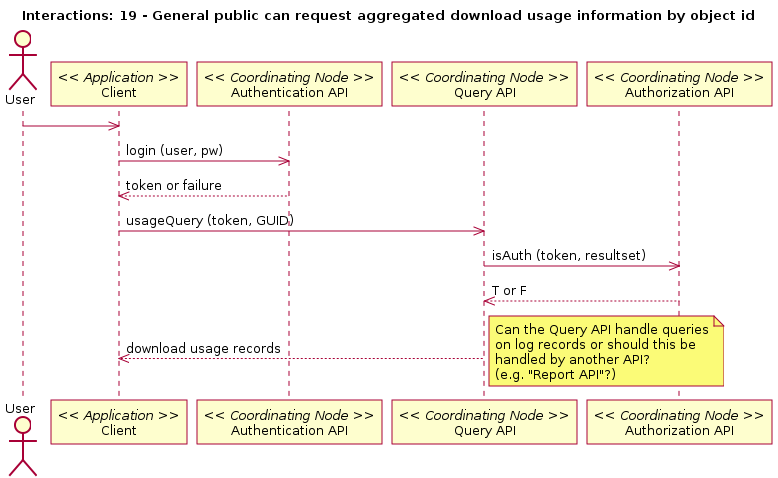 Interactions: 19 - General public can request aggregated download usage information by object id
User
<< Application >>
Client
<< Coordinating Node >>
Authentication API
<< Coordinating Node >>
Query API
<< Coordinating Node >>
Authorization API
login (user, pw)
token or failure
usageQuery (token, GUID)
isAuth (token, resultset)
T or F
download usage records
Can the Query API handle queries
on log records or should this be
handled by another API?
(e.g. "Report API"?)
User
<< Application >>
Client
<< Coordinating Node >>
Authentication API
<< Coordinating Node >>
Query API
<< Coordinating Node >>
Authorization API